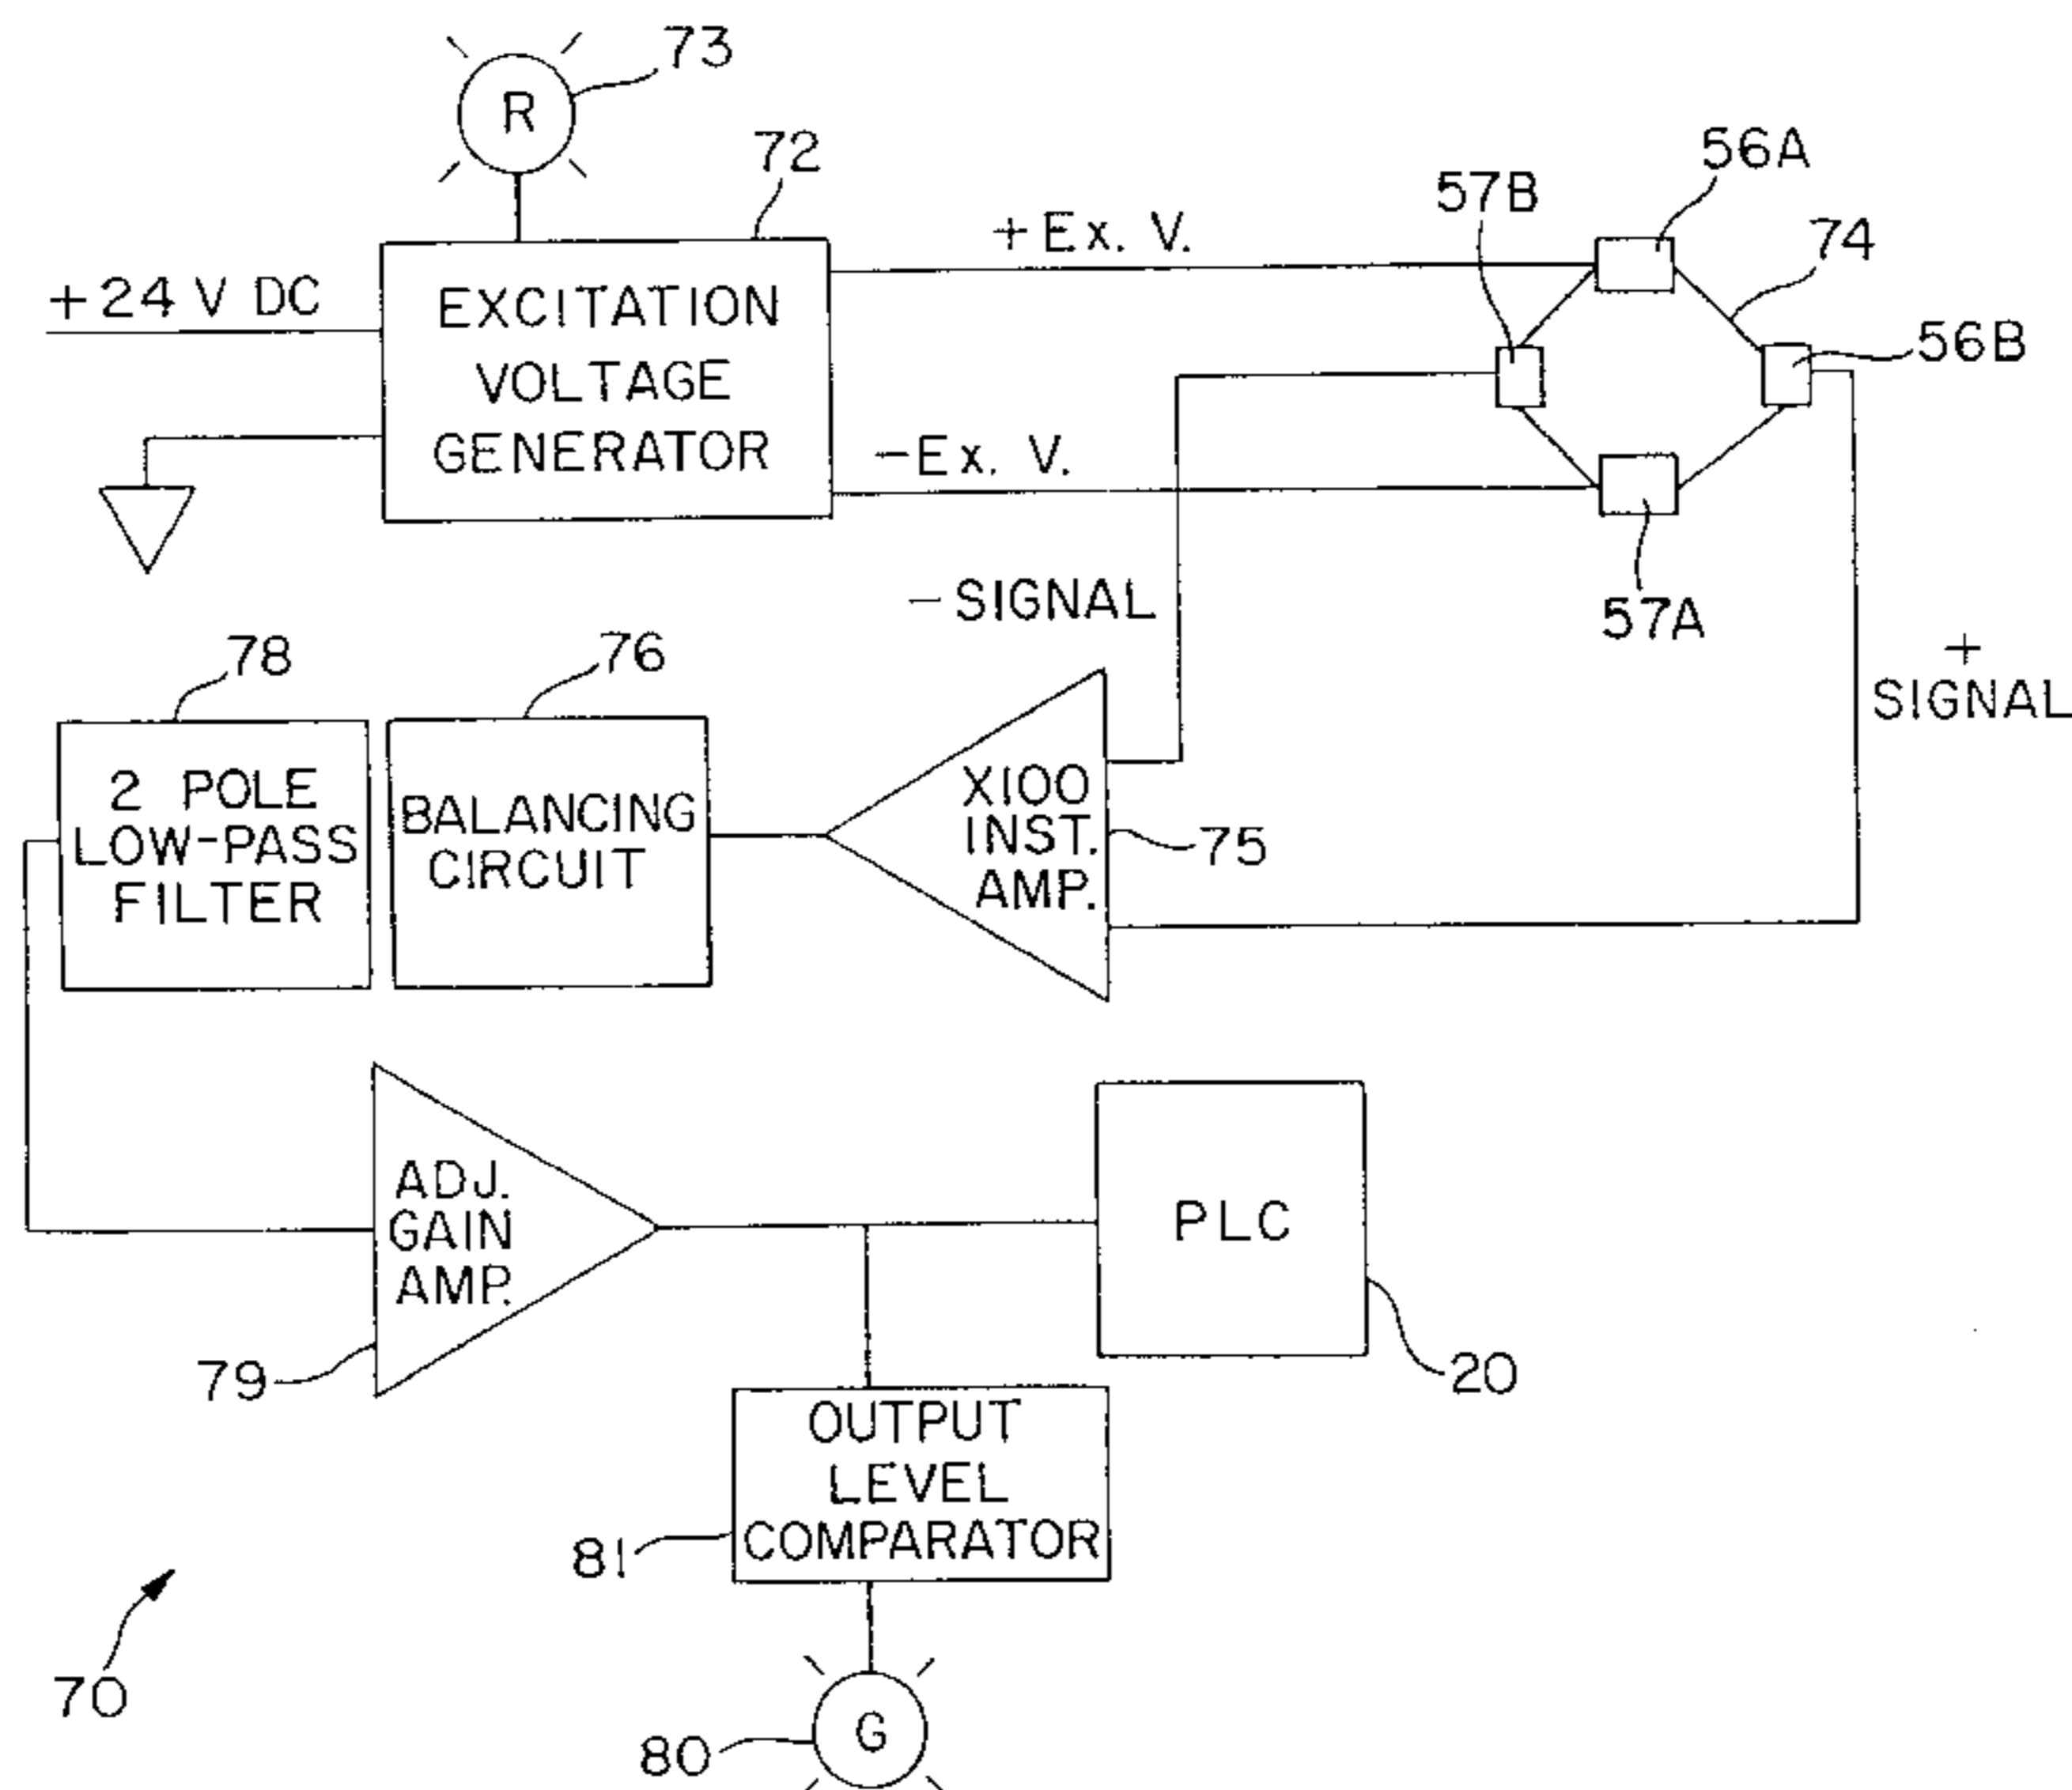 73
R
72
56A
57B
+Ex. V.
74
+24 V DC
EXCITATION
VOLTAGE
GENERATOR
56B
-Ex. V.
- SIGNAL
57A
+
SIGNAL
78
76
2 POLE
LOW-PASS
FILTER
BALANCING
CIRCUIT
X100
INST.
AMP.
75
ADJ.
GAIN
AMP.
PLC
79
20
OUTPUT
LEVEL
COMPARATOR
81
70
G
80